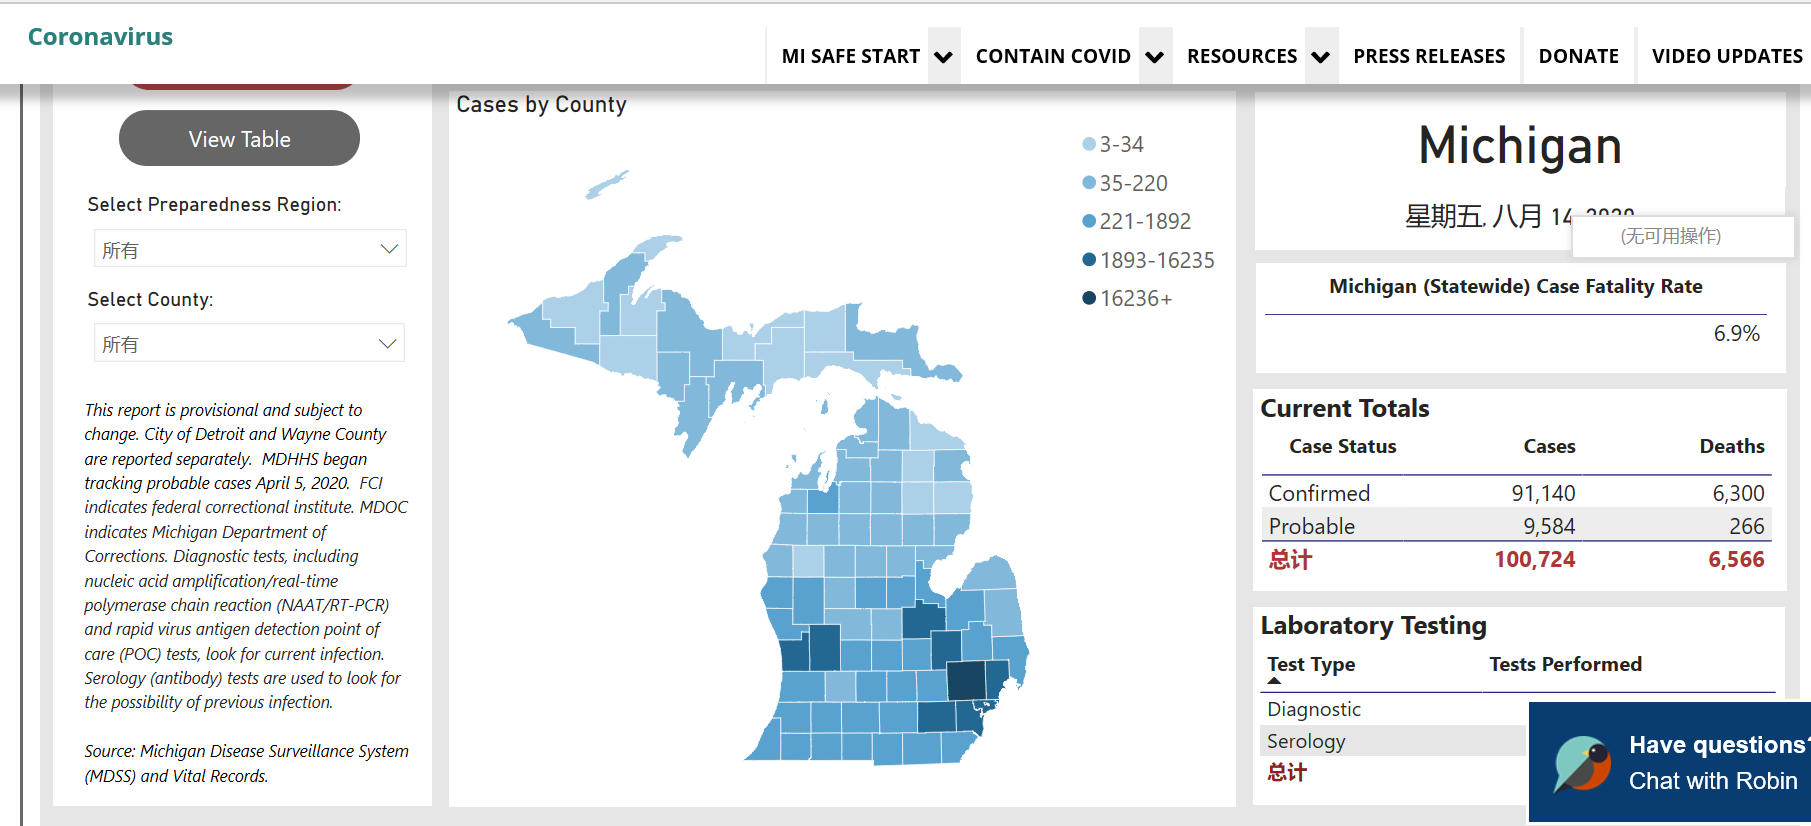 Coronavirus
MI SAFE START
CONTAIN COVID
RESOURCES
PRESS RELEASES
DONATE
VIDEO UPDATES
View Table
Select Preparedness Region:
所有
Select County:
所有
This report is provisional and subject to
change. City of Detroit and Wayne County
are reported separately. MDHHS began
tracking probable cases April 5, 2020. FCI
indicates federal correctional institute. MDOC
indicates Michigan Department of
Corrections. Diagnostic tests, including
nucleic acid amplification/real-time
polymerase chain reaction (NAAT/RT-PCR)
and rapid virus antigen detection point of
care (POC) tests, look for current infection.
Serology (antibody) tests are used to look for
the possibility of previous infection.
Source: Michigan Disease Surveillance System
(MDSS) and Vital Records.
Cases by County
3-34
35-220
221-1892
1893-16235
16236+
Michigan
星期五, 八月 14, 2020
(无可用操作)
Michigan (Statewide) Case Fatality Rate
6.9%
Current Totals
Case Status Cases Deaths
Confirmed 91,140 6,300
Probable 9,584 266
总计 100,724 6,566
Laboratory Testing
Test Type Tests Performed
Diagnostic
Serology
总计
Have questions?
Chat with Robin